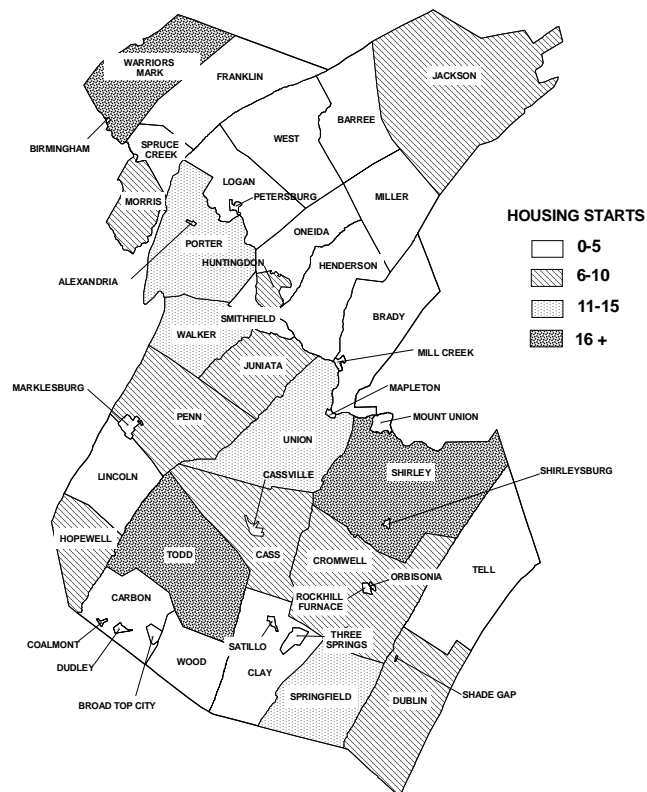 WARRIORS
MARK
FRANKLIN
JACKSON
BARREE
WEST
BIRMINGHAM
SPRUCE
CREEK
LOGAN
PETERSBURG
MILLER
MORRIS
HOUSING STARTS
ONEIDA
PORTER
0-5
HUNTINGDON
HENDERSON
6-10
ALEXANDRIA
11-15
SMITHFIELD
BRADY
WALKER
16 +
MILL CREEK
JUNIATA
MARKLESBURG
MAPLETON
PENN
MOUNT UNION
UNION
LINCOLN
CASSVILLE
SHIRLEY
SHIRLEYSBURG
HOPEWELL
TODD
CASS
CROMWELL
TELL
ORBISONIA
CARBON
ROCKHILL
FURNACE
COALMONT
SATILLO
THREE
SPRINGS
DUDLEY
WOOD
CLAY
SPRINGFIELD
SHADE GAP
DUBLIN
BROAD TOP CITY